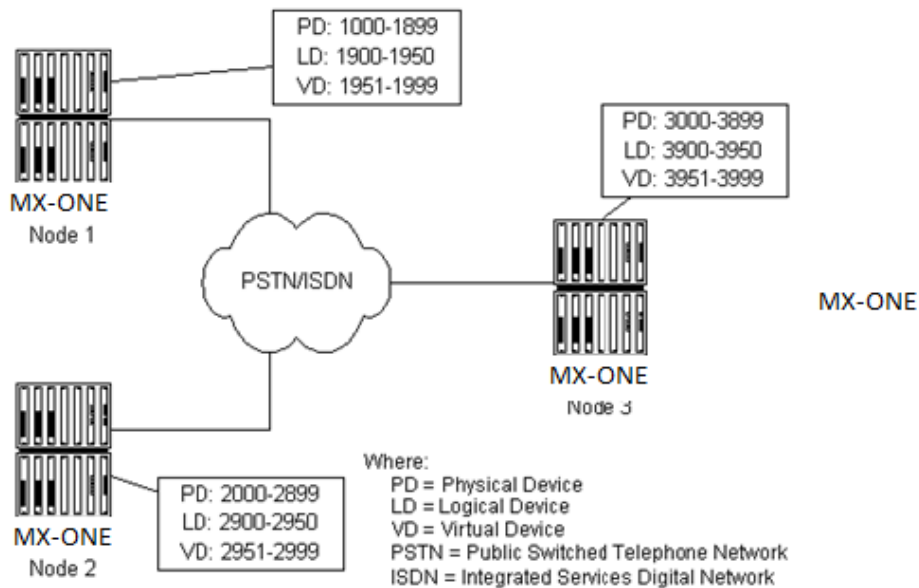 PD: 1000-1899
LD: 1900-1950
VD: 1951-1999
MX-ONE
Node 1
PD: 3000-3899
LD: 3900-3950
VD: 3951-3999
PSTN/ISDN
MX-ONE
MX-ONE
Node 3
MX-ONE
Node 2
PD: 2000-2899
LD: 2900-2950
VD: 2951-2999
Where:
PD = Physical Device
LD = Logical Device
VD = Virtual Device
PSTN = Public Switched Telephone Network
ISDN = Integrated Services Digital Network